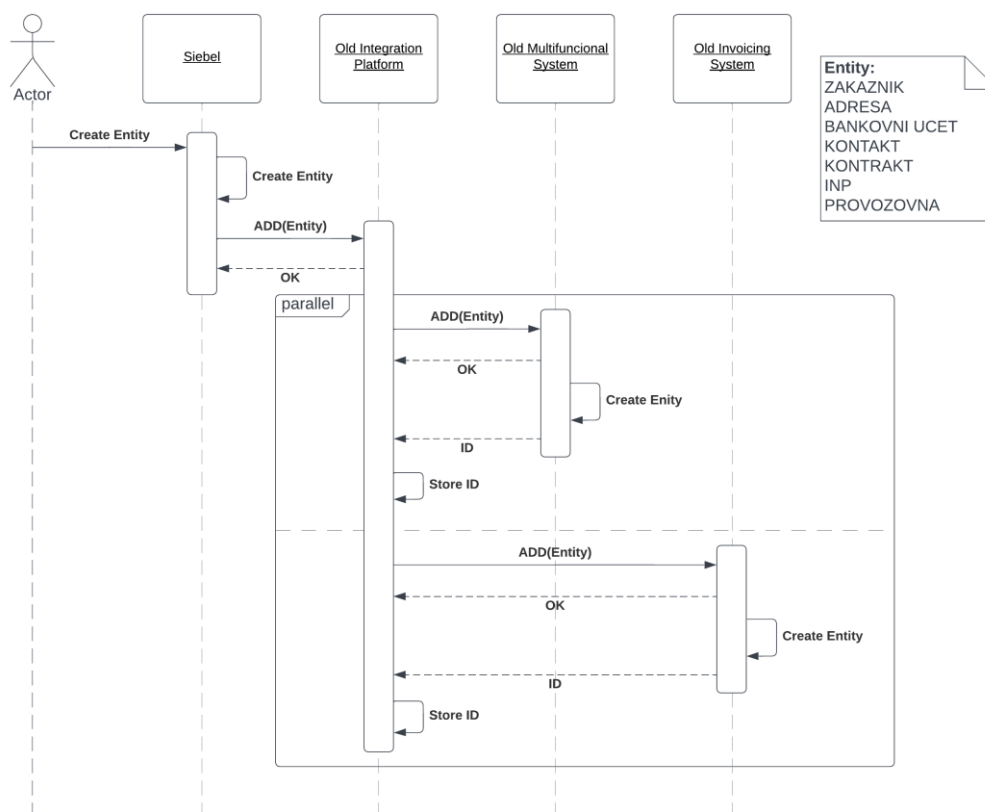 Siebel
Old Integration
Platform
Old Multifuncional
System
Old Invoicing
System
Entity:
ZAKAZNIK
ADRESA
BANKOVNI UCET
KONTAKT
KONTRAKT
INP
PROVOZOVNA
Actor
Create Entity
Create Entity
ADD(Entity)
OK
parallel
ADD(Entity)
OK
Create Enity
ID
Store ID
ADD(Entity)
OK
Create Entity
ID
Store ID